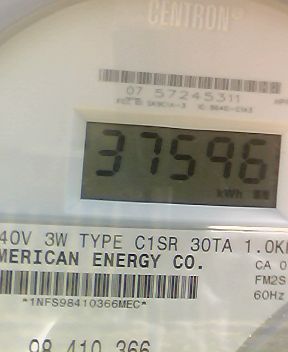 CENTRON®
07 57245311
37596
kWh
40V 3W TYPE C1SR 30TA 1.0K
MERICAN ENERGY CO.
CA 0
FM2S
60Hz
*1NFS98410366MEC*
98 410 366